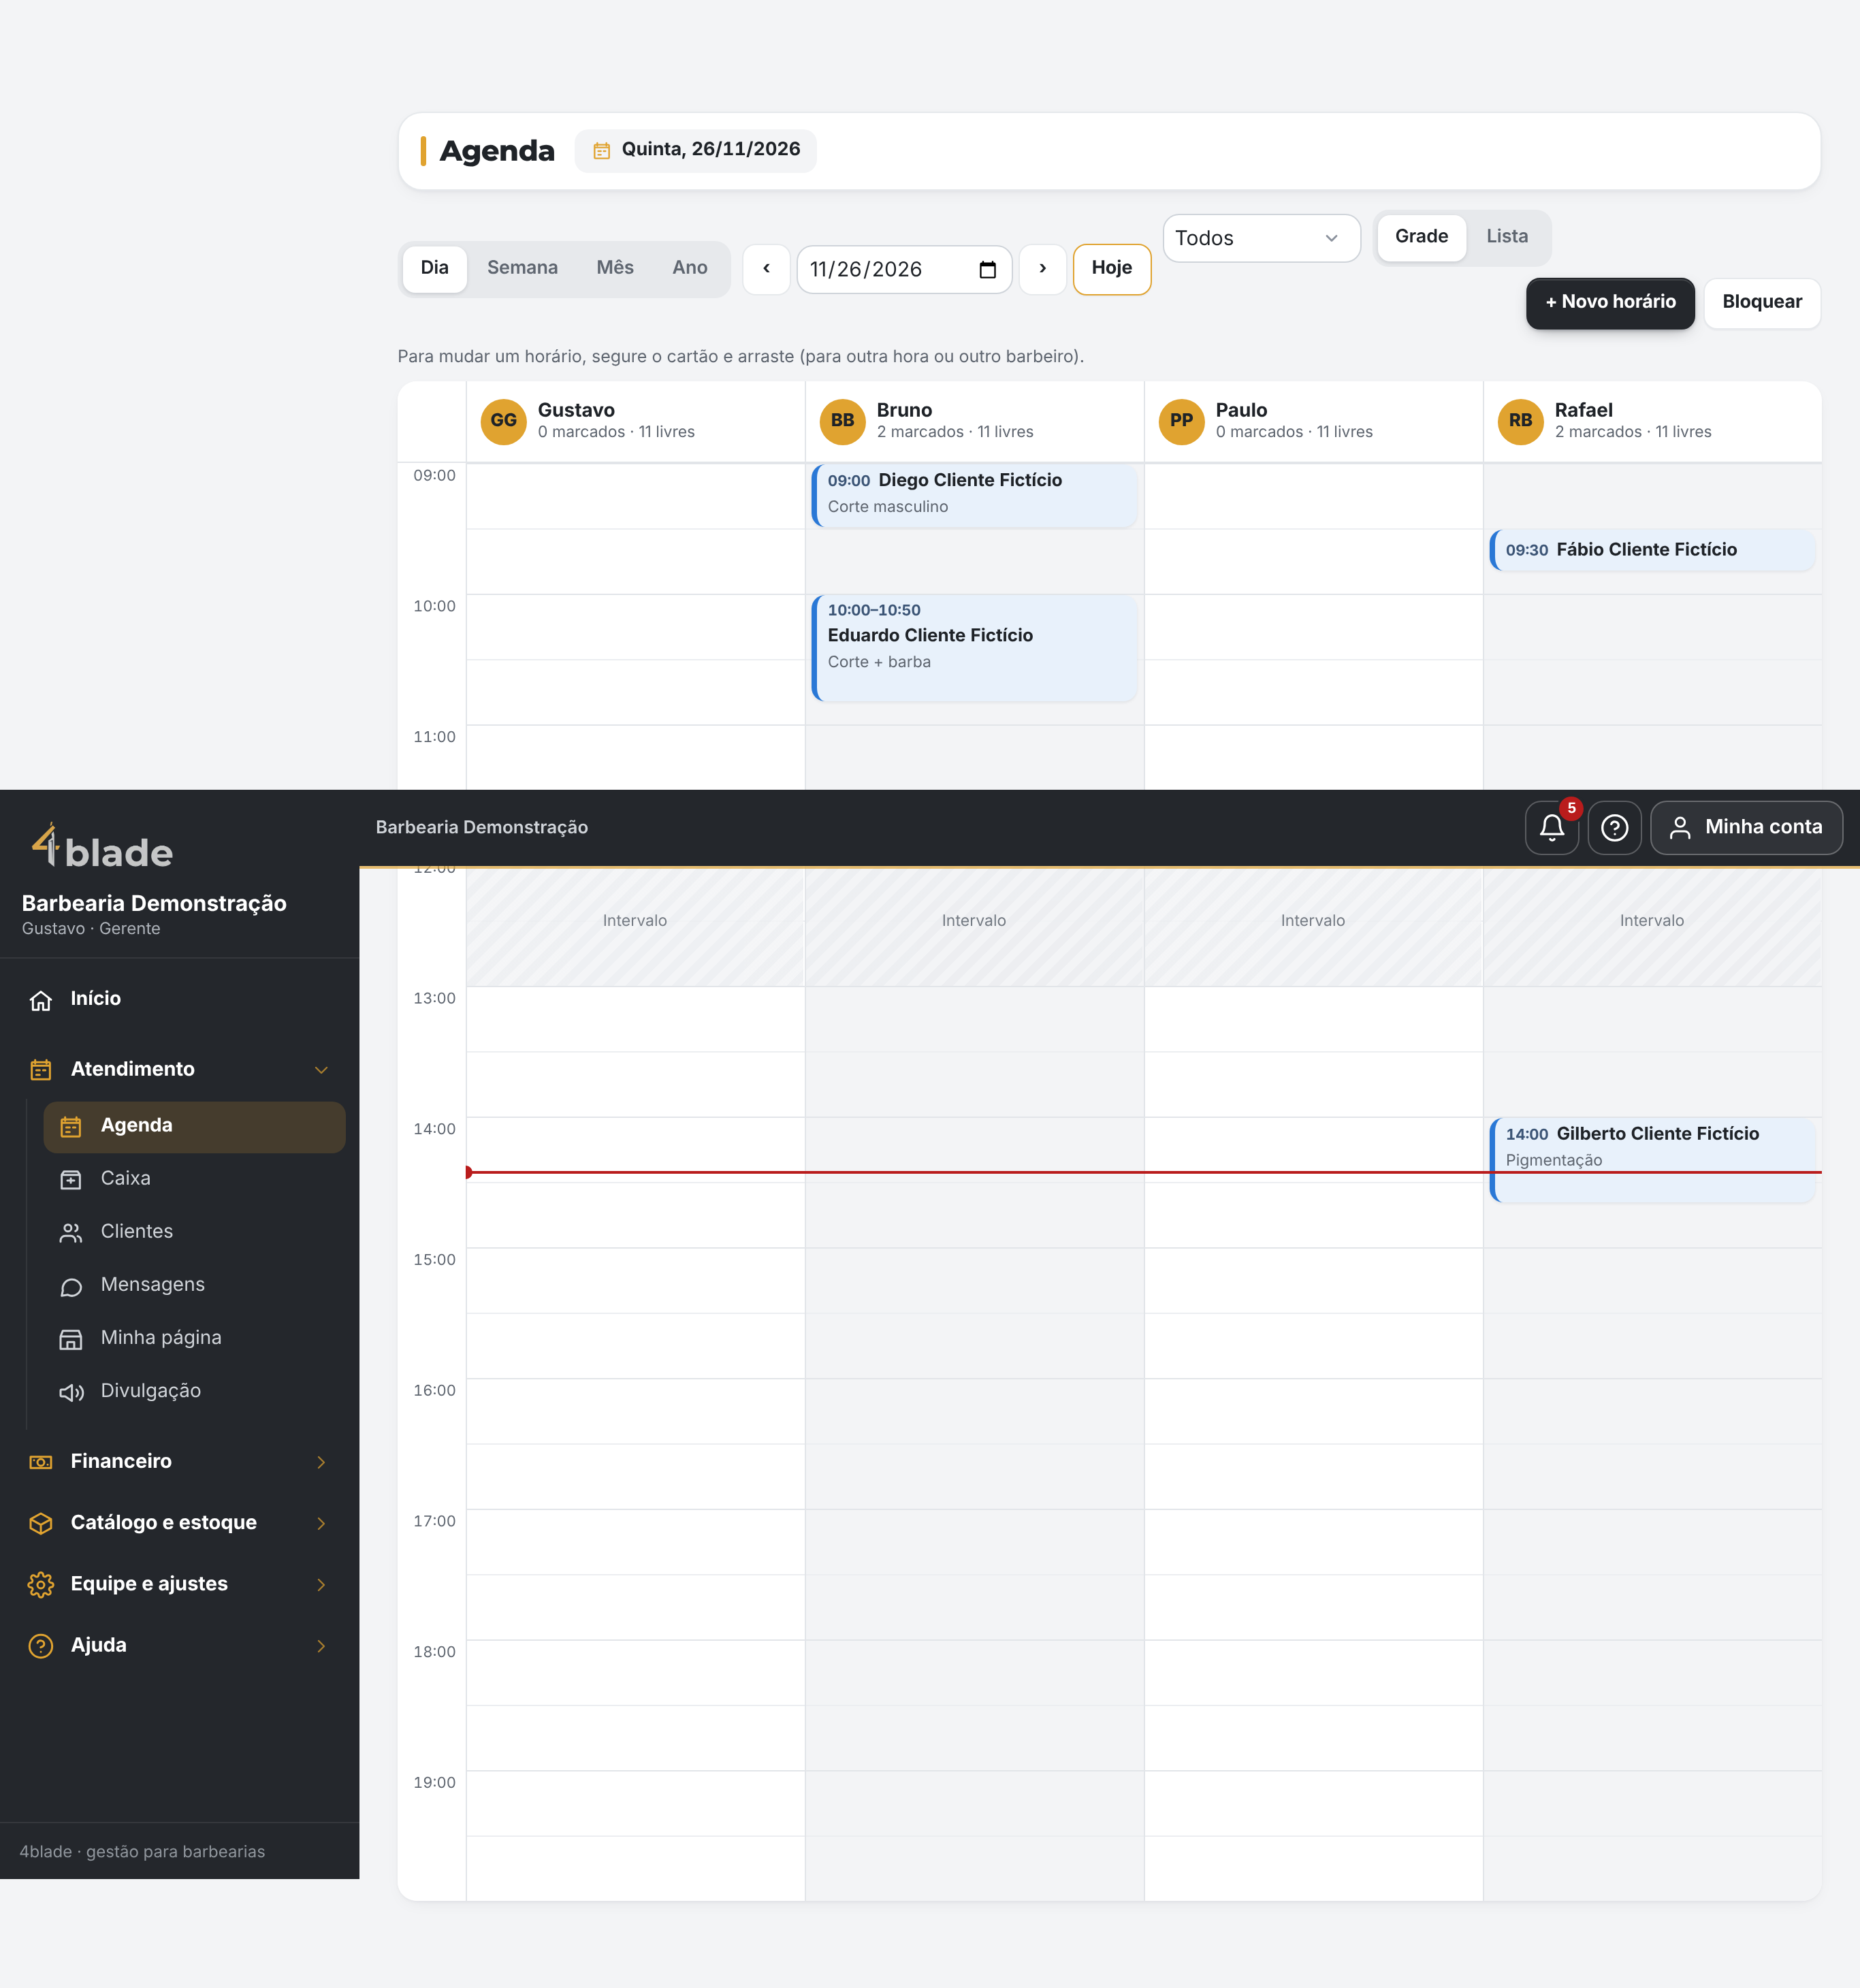 Agenda
Quinta, 26/11/2026
Dia Semana Mês Ano
‹ 11/26/2026 › Hoje
Todos
Grade Lista
+ Novo horário Bloquear
Para mudar um horário, segure o cartão e arraste (para outra hora ou outro barbeiro).
GG Gustavo
0 marcados · 11 livres
BB Bruno
2 marcados · 11 livres
PP Paulo
0 marcados · 11 livres
RB Rafael
2 marcados · 11 livres
09:00
09:00 Diego Cliente Fictício
Corte masculino
09:30 Fábio Cliente Fictício
10:00
10:00–10:50
Eduardo Cliente Fictício
Corte + barba
11:00
4blade
Barbearia Demonstração
Gustavo · Gerente
Barbearia Demonstração
5
Minha conta
Início
Atendimento
Agenda
Caixa
Clientes
Mensagens
Minha página
Divulgação
Financeiro
Catálogo e estoque
Equipe e ajustes
Ajuda
4blade · gestão para barbearias
12:00
Intervalo Intervalo Intervalo Intervalo
13:00
14:00
14:00 Gilberto Cliente Fictício
Pigmentação
15:00
16:00
17:00
18:00
19:00